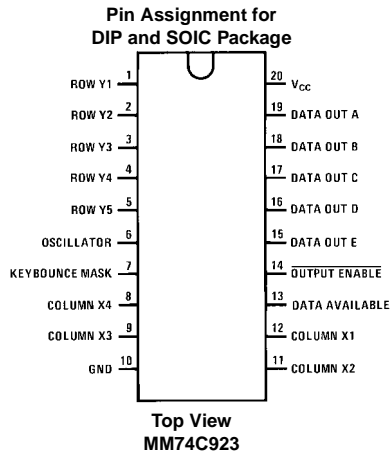 Pin Assignment for
DIP and SOIC Package
ROW Y1 1 20 VCC
ROW Y2 2 19 DATA OUT A
ROW Y3 3 18 DATA OUT B
ROW Y4 4 17 DATA OUT C
ROW Y5 5 16 DATA OUT D
OSCILLATOR 6 15 DATA OUT E
KEYBOUNCE MASK 7 14 OUTPUT ENABLE
COLUMN X4 8 13 DATA AVAILABLE
COLUMN X3 9 12 COLUMN X1
GND 10 11 COLUMN X2
Top View
MM74C923